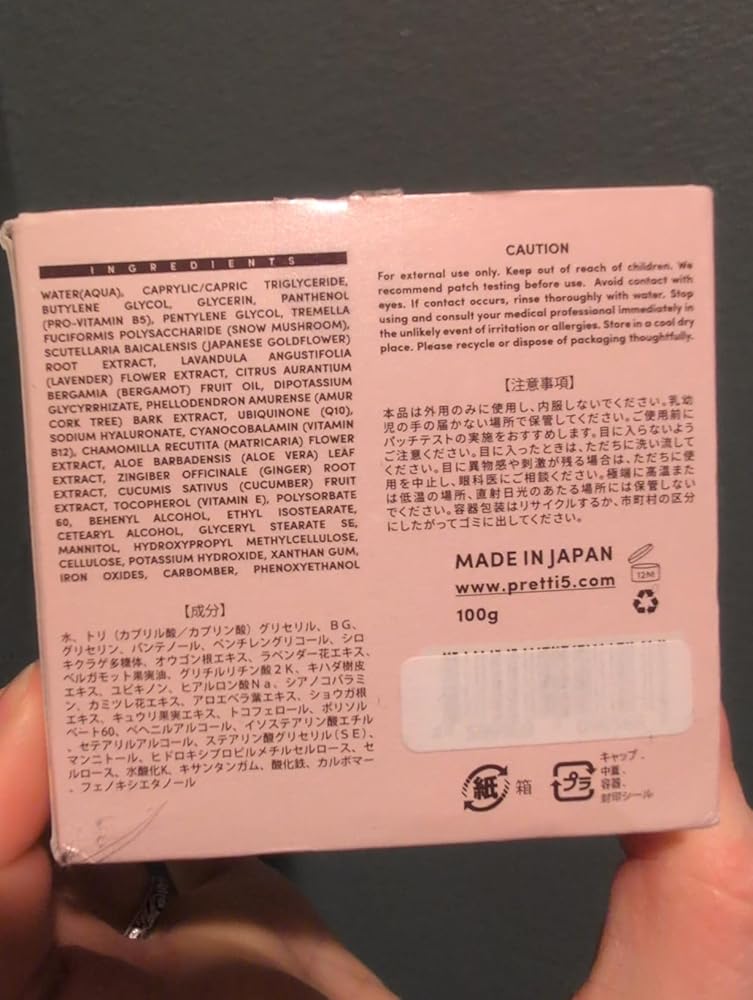 INGREDIENTS
WATER(AQUA), CAPRYLIC/CAPRIC TRIGLYCERIDE,
BUTYLENE GLYCOL, GLYCERIN, PANTHENOL
(PRO-VITAMIN B5), PENTYLENE GLYCOL, TREMELLA
FUCIFORMIS POLYSACCHARIDE (SNOW MUSHROOM),
SCUTELLARIA BAICALENSIS (JAPANESE GOLDFLOWER)
ROOT EXTRACT, LAVANDULA ANGUSTIFOLIA
(LAVENDER) FLOWER EXTRACT, CITRUS AURANTIUM
BERGAMIA (BERGAMOT) FRUIT OIL, DIPOTASSIUM
GLYCYRRHIZATE, PHELLODENDRON AMURENSE (AMUR
CORK TREE) BARK EXTRACT, UBIQUINONE (Q10),
SODIUM HYALURONATE, CYANOCOBALAMIN (VITAMIN
B12), CHAMOMILLA RECUTITA (MATRICARIA) FLOWER
EXTRACT, ALOE BARBADENSIS (ALOE VERA) LEAF
EXTRACT, ZINGIBER OFFICINALE (GINGER) ROOT
EXTRACT, CUCUMIS SATIVUS (CUCUMBER) FRUIT
EXTRACT, TOCOPHEROL (VITAMIN E), POLYSORBATE
60, BEHENYL ALCOHOL, ETHYL ISOSTEARATE,
CETEARYL ALCOHOL, GLYCERYL STEARATE SE,
MANNITOL, HYDROXYPROPYL METHYLCELLULOSE,
CELLULOSE, POTASSIUM HYDROXIDE, XANTHAN GUM,
IRON OXIDES, CARBOMBER, PHENOXYETHANOL
【成分】
水、トリ（カプリル酸／カプリン酸）グリセリル、BG、
グリセリン、パンテノール、ペンチレングリコール、シロ
キクラゲ多糖体、オウゴン根エキス、ラベンダー花エキス、
ベルガモット果実油、グリチルリチン酸２Ｋ、キハダ樹皮
エキス、ユビキノン、ヒアルロン酸Ｎａ、シアノコバラミ
ン、カミツレ花エキス、アロエベラ葉エキス、ショウガ根
エキス、キュウリ果実エキス、トコフェロール、ポリソル
ベート60、ベヘニルアルコール、イソステアリン酸エチル
、セテアリルアルコール、ステアリン酸グリセリル（ＳＥ）、
マンニトール、ヒドロキシプロピルメチルセルロース、セ
ルロース、水酸化K、キサンタンガム、酸化鉄、カルボマー
、フェノキシエタノール
CAUTION
For external use only. Keep out of reach of children. We
recommend patch testing before use. Avoid contact with
eyes. If contact occurs, rinse thoroughly with water. Stop
using and consult your medical professional immediately in
the unlikely event of irritation or allergies. Store in a cool dry
place. Please recycle or dispose of packaging thoughtfully.
【注意事項】
本品は外用のみに使用し、内服しないでください。乳幼
児の手の届かない場所で保管してください。ご使用前に
パッチテストの実施をおすすめします。目に入らないよう
ご注意ください。目に入ったときは、ただちに洗い流して
ください。目に異物感や刺激が残る場合は、ただちに使
用を中止し、眼科医にご相談ください。極端に高温また
は低温の場所、直射日光のあたる場所には保管しない
でください。容器包装はリサイクルするか、市町村の区分
にしたがってゴミに出してください。
MADE IN JAPAN
www.pretti5.com
12M
100g
紙 箱
プラ
キャップ、
中蓋、
容器、
封印シール